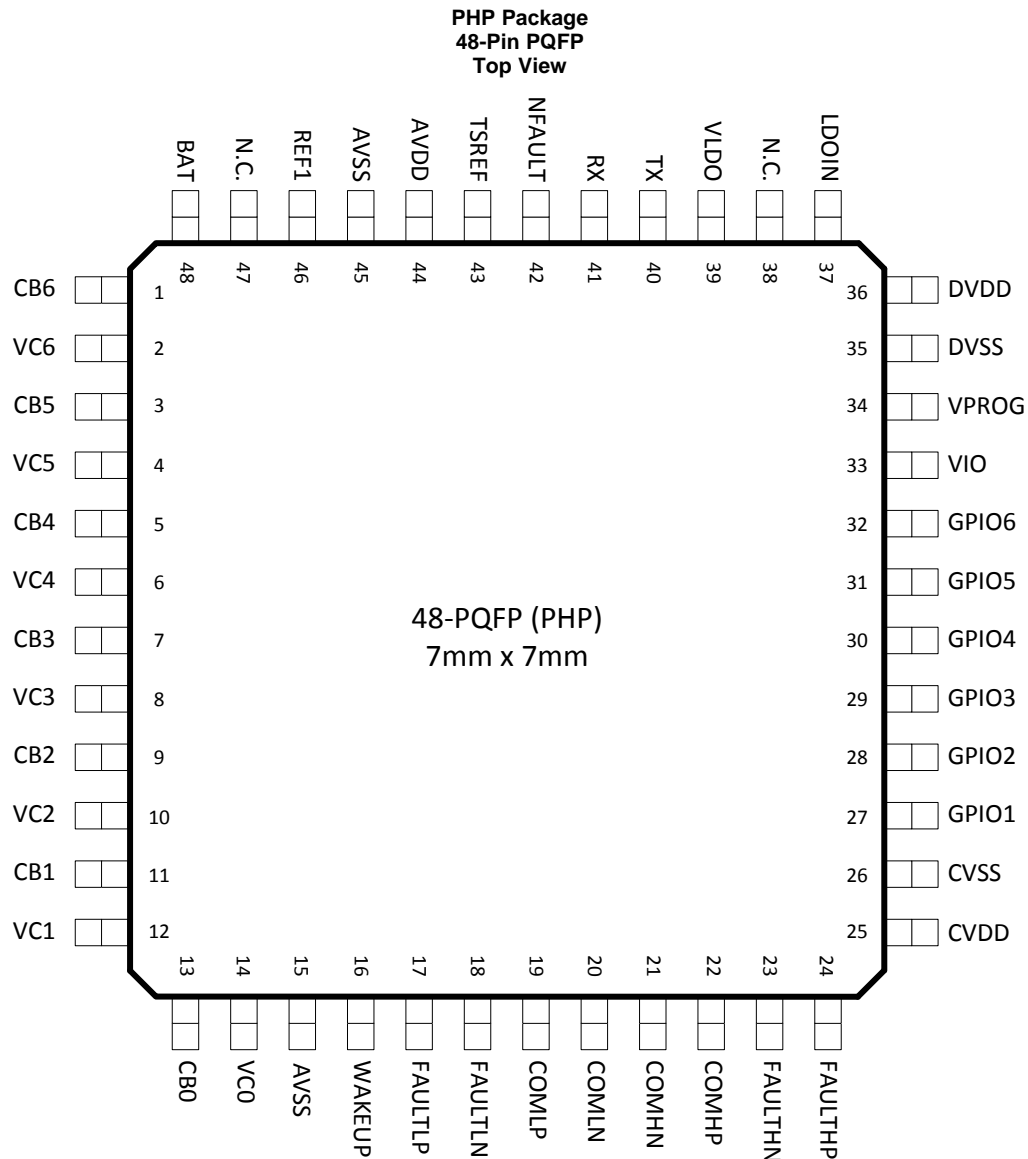 PHP Package
48-Pin PQFP
Top View
BAT
N.C.
REF1
AVSS
AVDD
TSREF
NFAULT
RX
TX
VLDO
N.C.
LDOIN
48
47
46
45
44
43
42
41
40
39
38
37
CB6 1
VC6 2
CB5 3
VC5 4
CB4 5
VC4 6
CB3 7
VC3 8
CB2 9
VC2 10
CB1 11
VC1 12
48-PQFP (PHP)
7mm x 7mm
36 DVDD
35 DVSS
34 VPROG
33 VIO
32 GPIO6
31 GPIO5
30 GPIO4
29 GPIO3
28 GPIO2
27 GPIO1
26 CVSS
25 CVDD
13
14
15
16
17
18
19
20
21
22
23
24
CB0
VC0
AVSS
WAKEUP
FAULTLP
FAULTLN
COMLP
COMLN
COMHN
COMHP
FAULTHN
FAULTHP